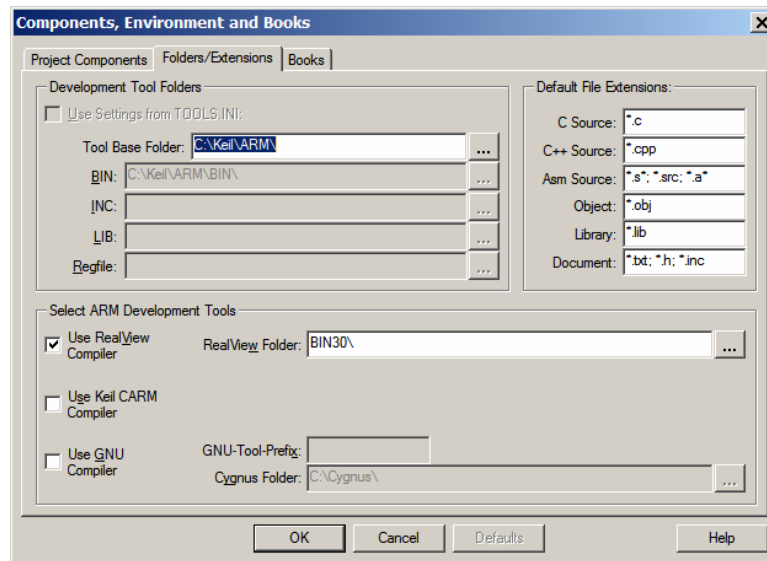 Components, Environment and Books
Project Components Folders/Extensions Books
Development Tool Folders
Use Settings from TOOLS.INI:
Tool Base Folder: C:\Keil\ARM\ ...
BIN: C:\Keil\ARM\BIN\ ...
INC: ...
LIB: ...
Regfile: ...
Default File Extensions:
C Source: *.c
C++ Source: *.cpp
Asm Source: *.s*; *.src; *.a*
Object: *.obj
Library: *.lib
Document: *.txt; *.h; *.inc
Select ARM Development Tools
Use RealView
Compiler
RealView Folder: BIN30\ ...
Use Keil CARM
Compiler
Use GNU
Compiler
GNU-Tool-Prefix:
Cygnus Folder: C:\Cygnus\ ...
OK Cancel Defaults Help